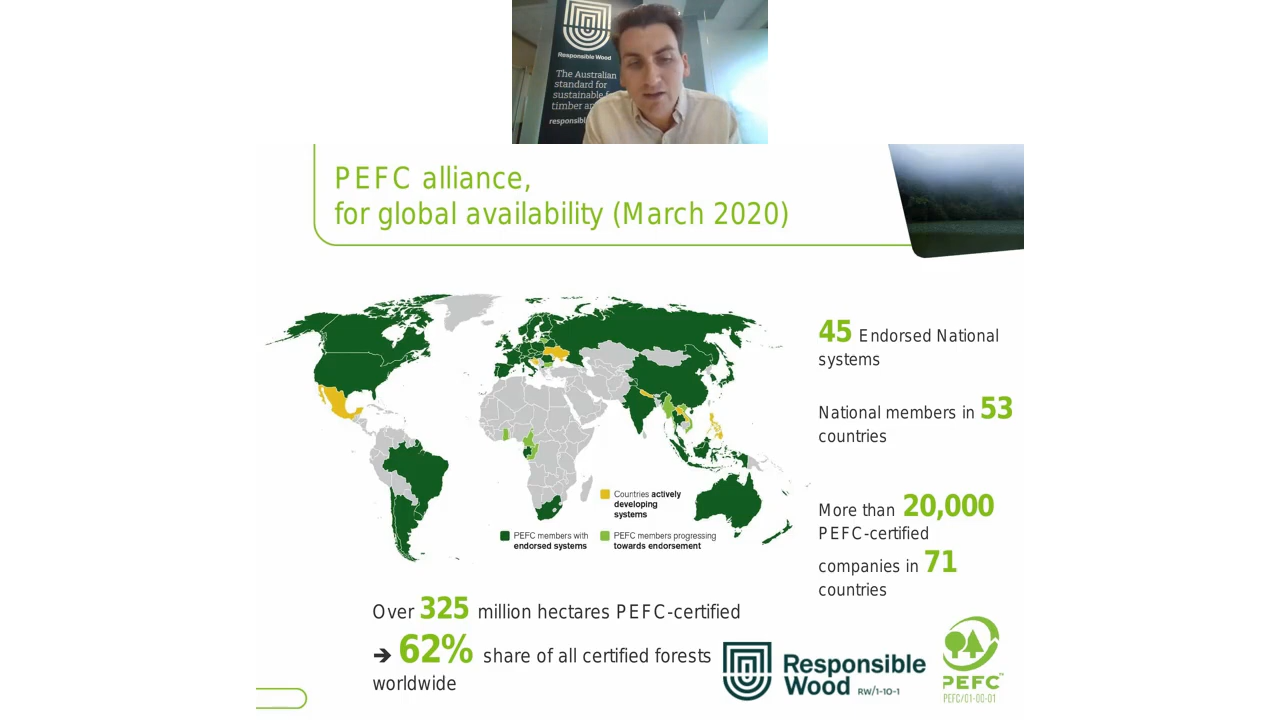 Responsible Wood
The Australian
standard for
sustainable
timber
PEFC alliance,
for global availability (March 2020)
45 Endorsed National
systems
National members in 53
countries
More than 20,000
PEFC-certified
companies in 71
countries
Countries actively
developing
systems
PEFC members with
endorsed systems
PEFC members progressing
towards endorsement
Over 325 million hectares PEFC-certified
➔ 62% share of all certified forests
worldwide
Responsible
Wood RW/1-10-1
PEFC™
PEFC/01-00-01